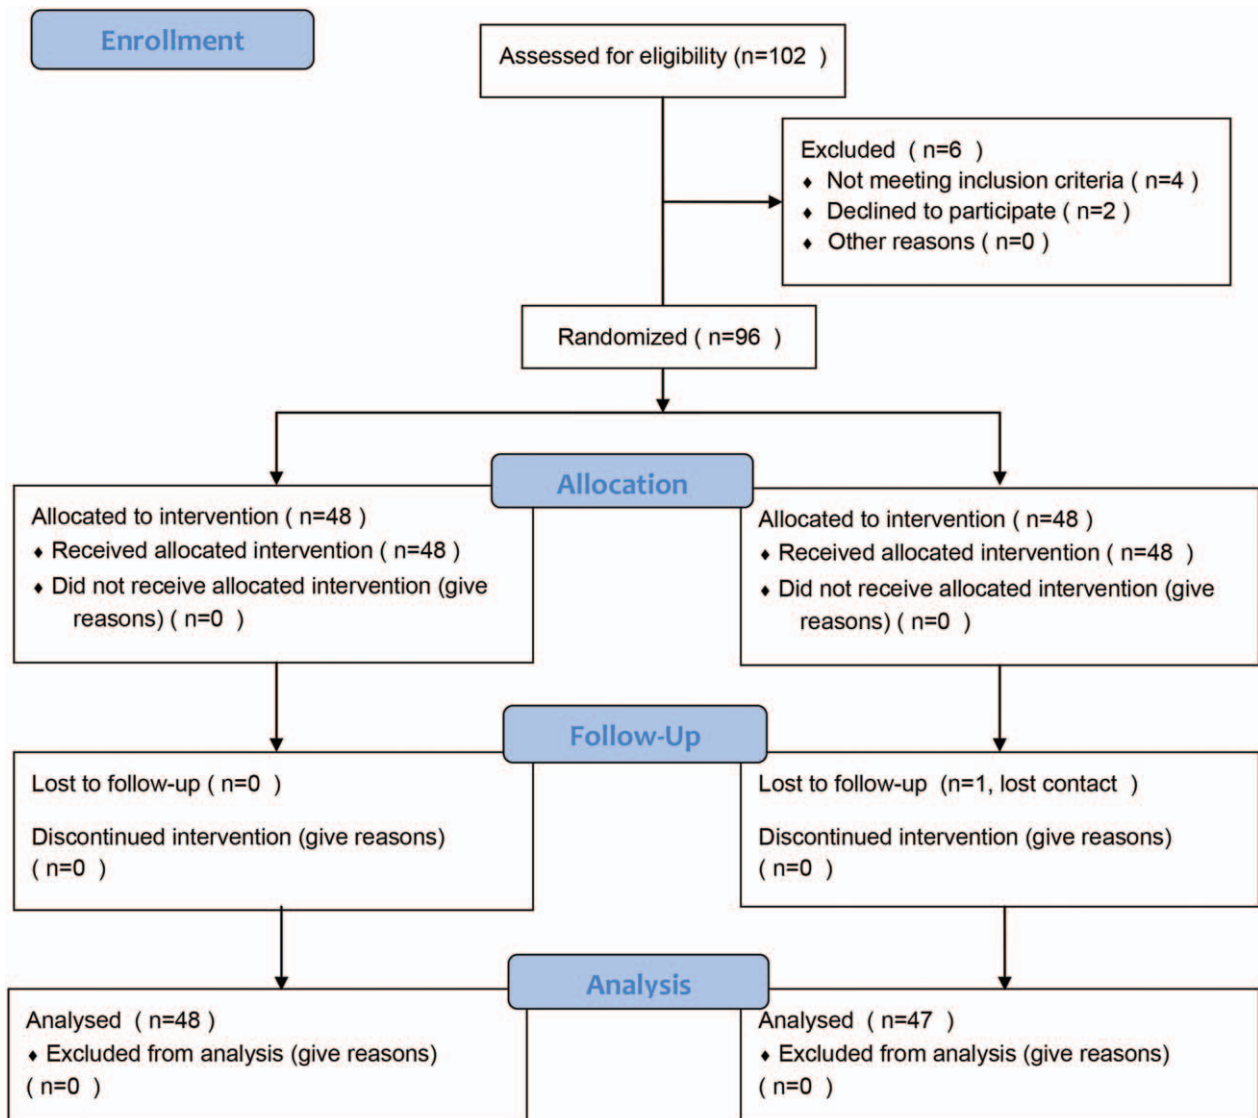 Enrollment
Assessed for eligibility (n=102 )
Excluded ( n=6 )
♦ Not meeting inclusion criteria ( n=4 )
♦ Declined to participate ( n=2 )
♦ Other reasons ( n=0 )
Randomized ( n=96 )
Allocation
Allocated to intervention ( n=48 )
♦ Received allocated intervention ( n=48 )
♦ Did not receive allocated intervention (give
reasons) ( n=0 )
Allocated to intervention ( n=48 )
♦ Received allocated intervention ( n=48 )
♦ Did not receive allocated intervention (give
reasons) ( n=0 )
Follow-Up
Lost to follow-up ( n=0 )
Discontinued intervention (give reasons)
( n=0 )
Lost to follow-up (n=1, lost contact )
Discontinued intervention (give reasons)
( n=0 )
Analysis
Analysed ( n=48 )
♦ Excluded from analysis (give reasons)
( n=0 )
Analysed ( n=47 )
♦ Excluded from analysis (give reasons)
( n=0 )